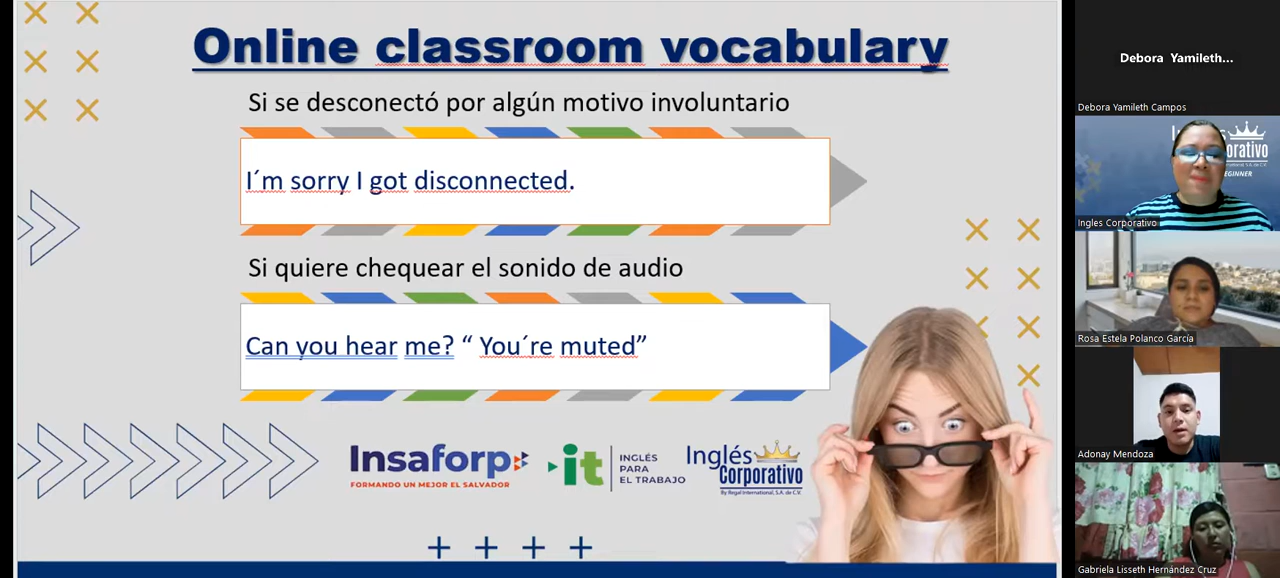 Online classroom vocabulary
Si se desconectó por algún motivo involuntario
I´m sorry I got disconnected.
Si quiere chequear el sonido de audio
Can you hear me? “ You´re muted”
Insaforp
FORMANDO UN MEJOR EL SALVADOR
it
INGLÉS
PARA
EL TRABAJO
Inglés
Corporativo
By Regal International, S.A. de C.V.
Debora Yamileth...
Debora Yamileth Campos
Ingles Corporativo
Rosa Estela Polanco García
Adonay Mendoza
Gabriela Lisseth Hernández Cruz